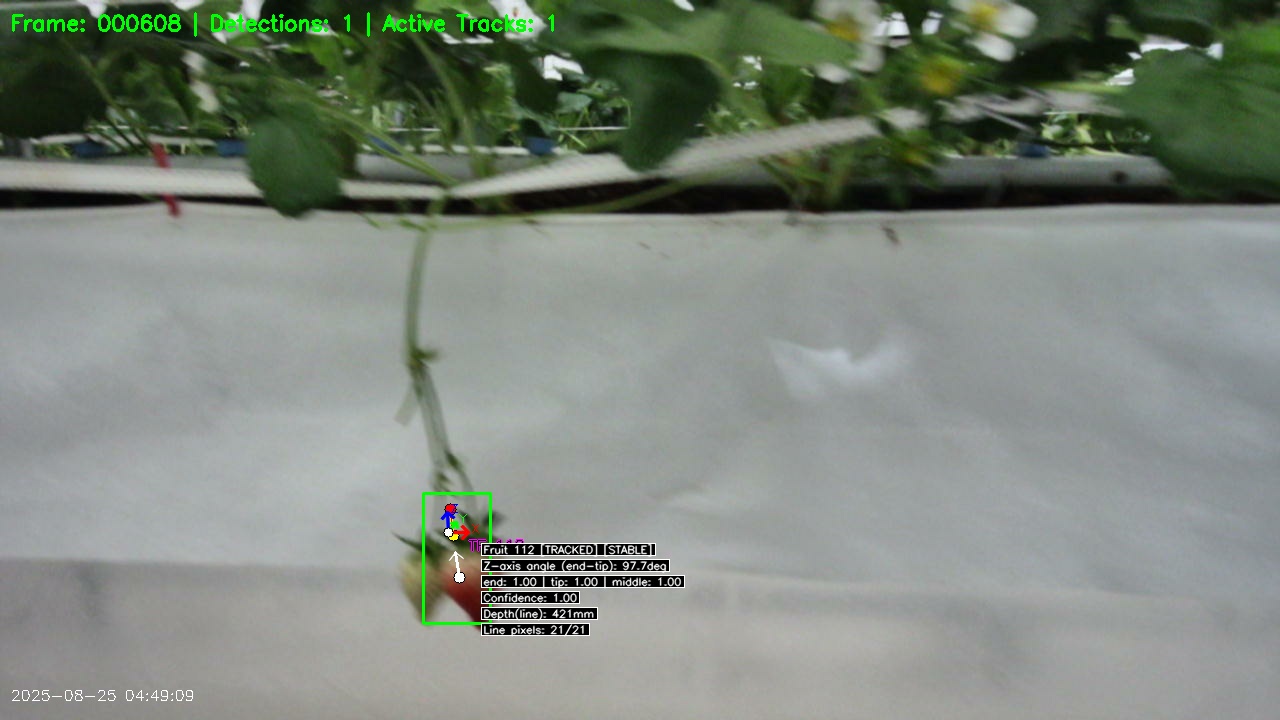 Frame: 000608 | Detections: 1 | Active Tracks: 1
Fruit 112 [TRACKED] [STABLE]
Z-axis angle (end-tip): 97.7deg
end: 1.00 | tip: 1.00 | middle: 1.00
Confidence: 1.00
Depth(line): 421mm
Line pixels: 21/21
2025-08-25 04:49:09